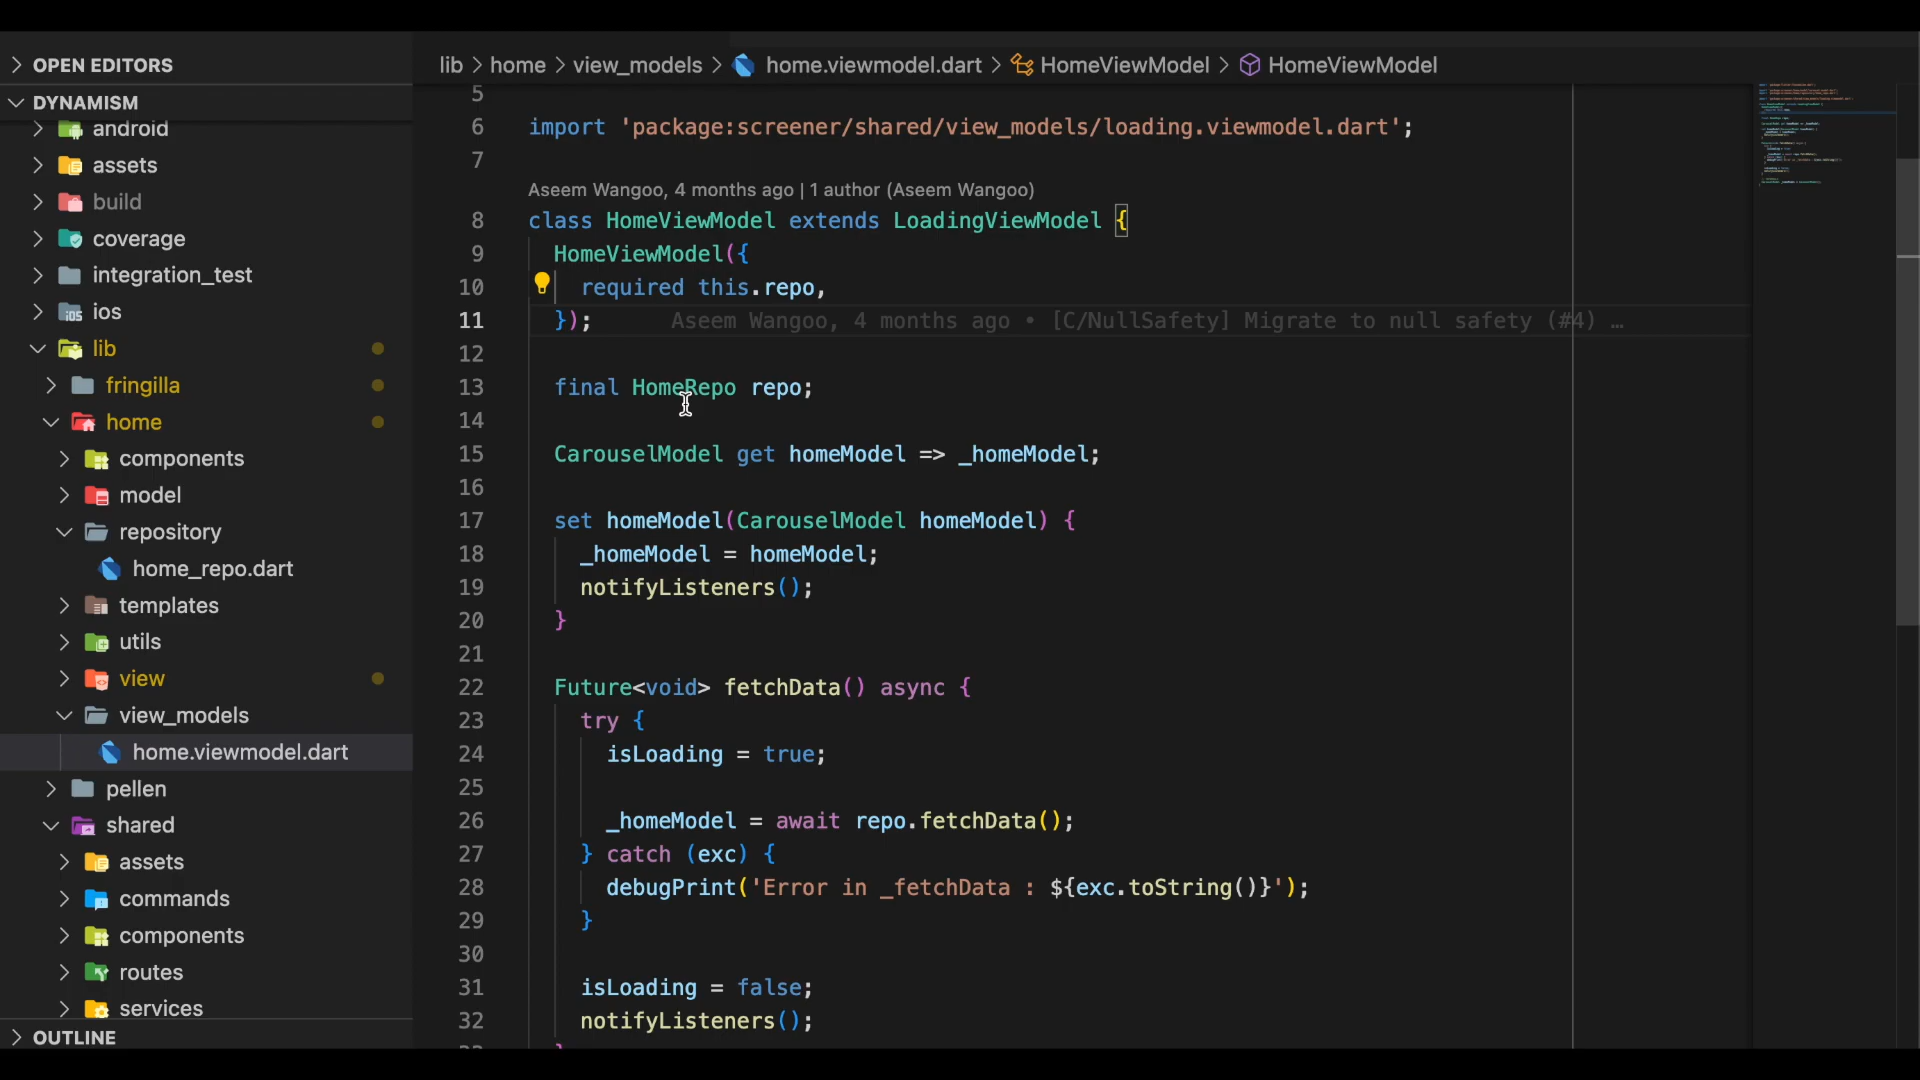 OPEN EDITORS
DYNAMISM
android
assets
build
coverage
integration_test
ios
lib
fringilla
home
components
model
repository
home_repo.dart
templates
utils
view
view_models
home.viewmodel.dart
pellen
shared
assets
commands
components
routes
services
OUTLINE
lib > home > view_models > home.viewmodel.dart > HomeViewModel > HomeViewModel
5
6 import 'package:screener/shared/view_models/loading.viewmodel.dart';
7
Aseem Wangoo, 4 months ago | 1 author (Aseem Wangoo)
8 class HomeViewModel extends LoadingViewModel {
9 HomeViewModel({
10 required this.repo,
11 }); Aseem Wangoo, 4 months ago • [C/NullSafety] Migrate to null safety (#4) …
12
13 final HomeRepo repo;
14
15 CarouselModel get homeModel => _homeModel;
16
17 set homeModel(CarouselModel homeModel) {
18 _homeModel = homeModel;
19 notifyListeners();
20 }
21
22 Future<void> fetchData() async {
23 try {
24 isLoading = true;
25
26 _homeModel = await repo.fetchData();
27 } catch (exc) {
28 debugPrint('Error in _fetchData : ${exc.toString()}');
29 }
30
31 isLoading = false;
32 notifyListeners();